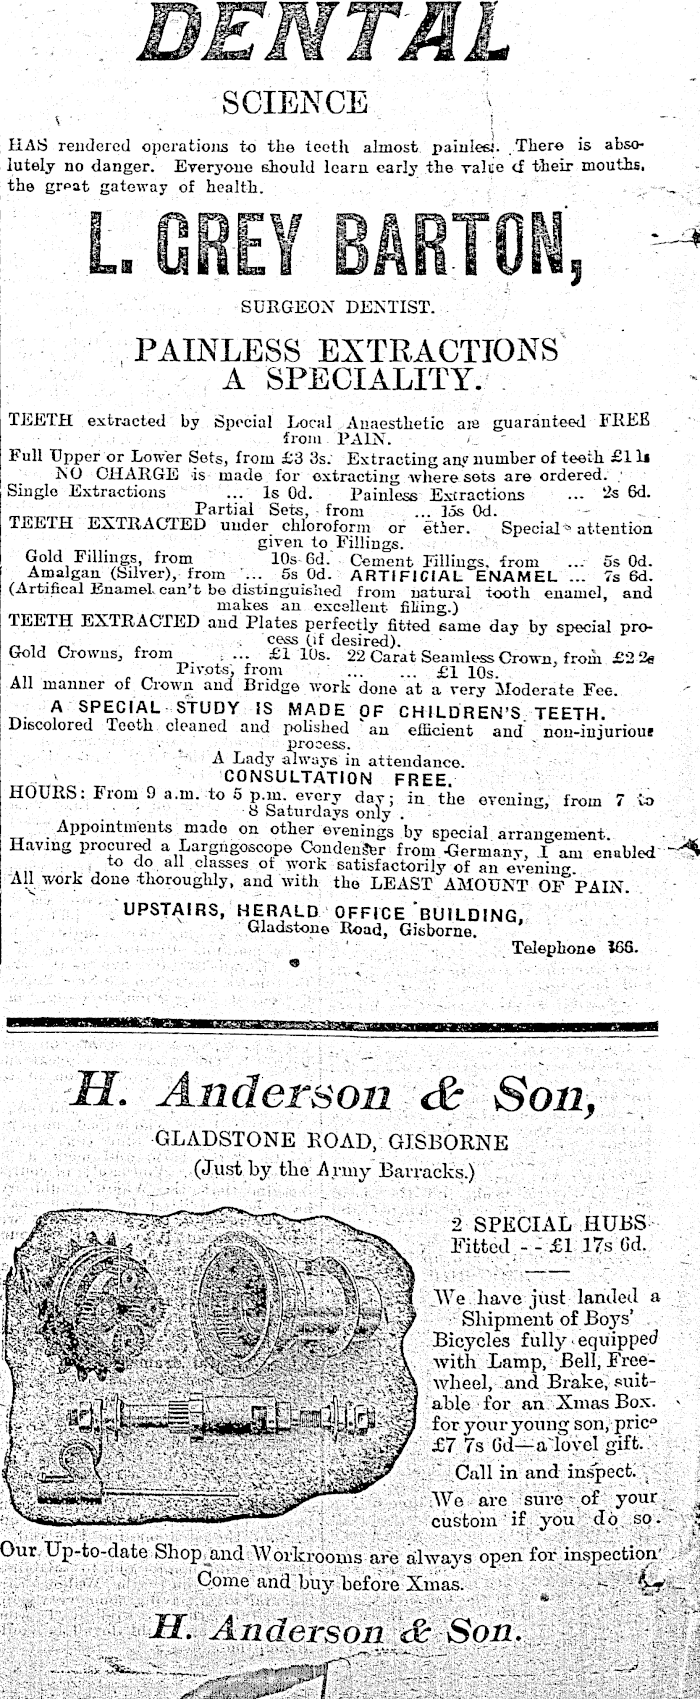 DENTAL
SCIENCE
HAS rendered operations to the teeth almost painless. There is abso-
lutely no danger. Everyone should learn early the value of their mouths,
the great gateway of health.
L. GREY BARTON,
SURGEON DENTIST.
PAINLESS EXTRACTIONS
A SPECIALITY.
TEETH extracted by Special Local Anaesthetic are guaranteed FREE
from PAIN.
Full Upper or Lower Sets, from £3 3s. Extracting any number of teeth £1 1s
NO CHARGE is made for extracting where sets are ordered.
Single Extractions ... 1s 0d. Painless Extractions ... 2s 6d.
Partial Sets, from ... 15s 0d.
TEETH EXTRACTED under chloroform or ether. Special attention
given to Fillings.
Gold Fillings, from 10s 6d. Cement Fillings, from ... 5s 0d.
Amalgan (Silver), from ... 5s 0d. ARTIFICIAL ENAMEL ... 7s 6d.
(Artifical Enamel can't be distinguished from natural tooth enamel, and
makes an excellent filing.)
TEETH EXTRACTED and Plates perfectly fitted same day by special pro-
cess (if desired).
Gold Crowns, from ... £1 10s. 22 Carat Seamless Crown, from £2 2s
Pivots, from ... ... £1 10s.
All manner of Crown and Bridge work done at a very Moderate Fee.
A SPECIAL STUDY IS MADE OF CHILDREN'S TEETH.
Discolored Teeth cleaned and polished an efficient and non-injurious
process.
A Lady always in attendance.
CONSULTATION FREE.
HOURS: From 9 a.m. to 5 p.m. every day; in the evening, from 7 to
8 Saturdays only.
Appointments made on other evenings by special arrangement.
Having procured a Largngoscope Condenser from Germany, I am enabled
to do all classes of work satisfactorily of an evening.
All work done thoroughly, and with the LEAST AMOUNT OF PAIN.
UPSTAIRS, HERALD OFFICE BUILDING,
Gladstone Road, Gisborne.
Telephone 166.
H. Anderson & Son,
GLADSTONE ROAD, GISBORNE
(Just by the Army Barracks.)
2 SPECIAL HUBS
Fitted - - £1 17s 6d.
We have just landed a
Shipment of Boys'
Bicycles fully equipped
with Lamp, Bell, Free-
wheel, and Brake, suit-
able for an Xmas Box.
for your young son, price
£7 7s 6d—a lovel gift.
Call in and inspect.
We are sure of your
custom if you do so.
Our Up-to-date Shop and Workrooms are always open for inspection
Come and buy before Xmas.
H. Anderson & Son.